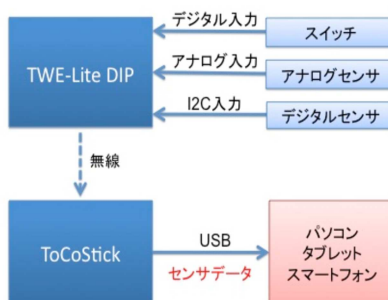 デジタル入力
スイッチ
TWE-Lite DIP
アナログ入力
アナログセンサ
I2C入力
デジタルセンサ
無線
ToCoStick
USB
センサデータ
パソコン
タブレット
スマートフォン